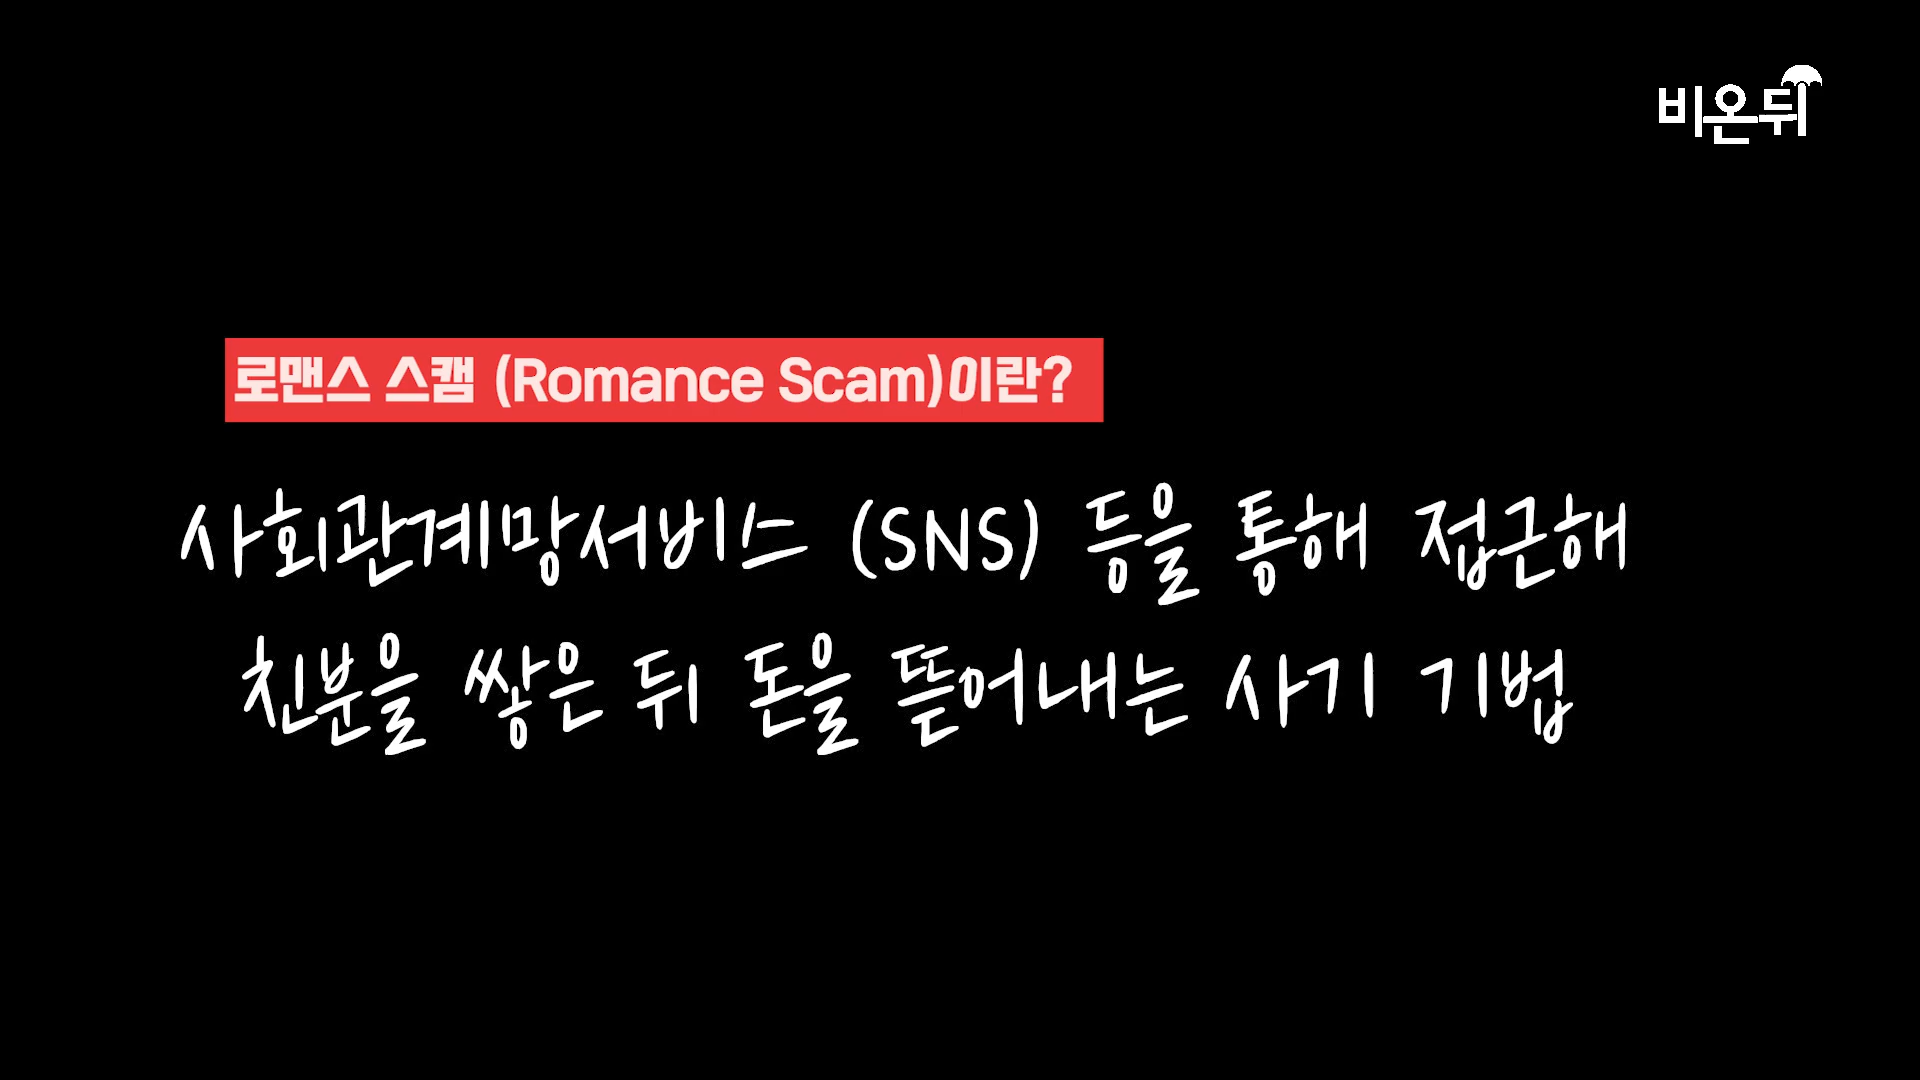 비온뒤
로맨스 스캠 (Romance Scam)이란?
사회관계망서비스 (SNS) 등을 통해 접근해
친분을 쌓은 뒤 돈을 뜯어내는 사기 기법